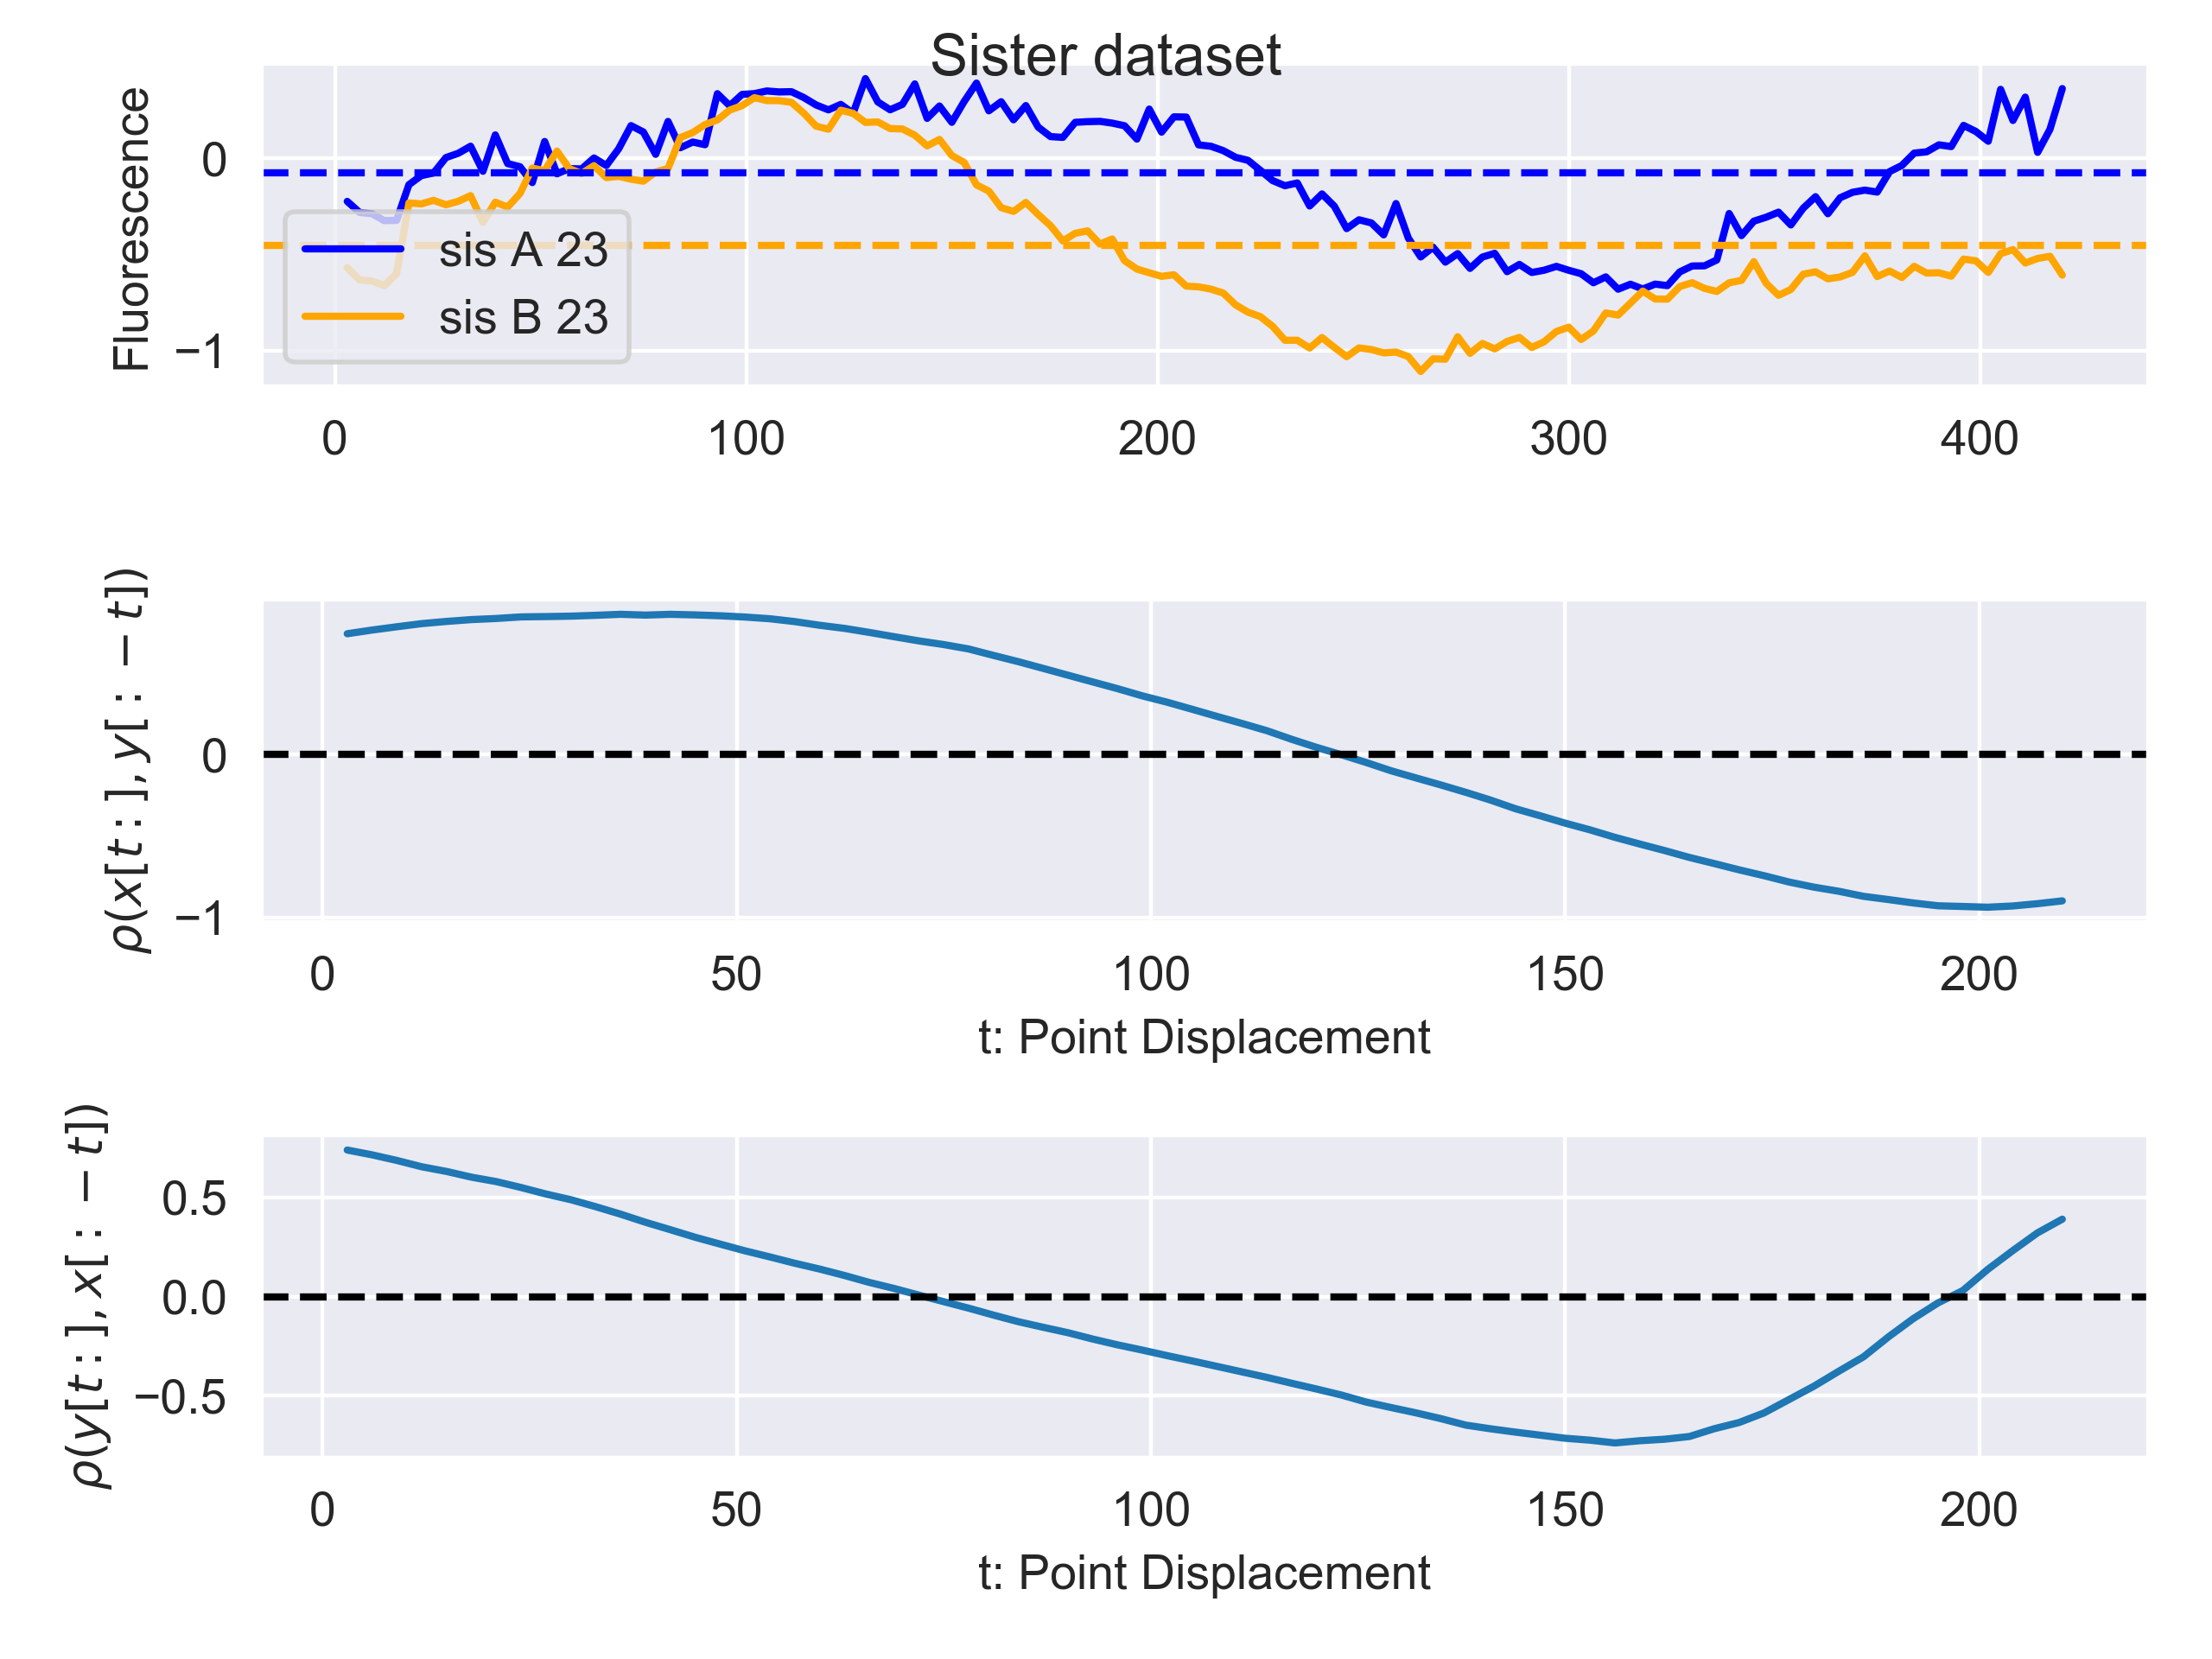 Sister dataset
Fluorescence
0
−1
sis A 23
sis B 23
0 100 200 300 400
ρ(x[t:], y[:−t])
0
−1
0 50 100 150 200
t: Point Displacement
ρ(y[t:], x[:−t])
0.5
0.0
−0.5
0 50 100 150 200
t: Point Displacement